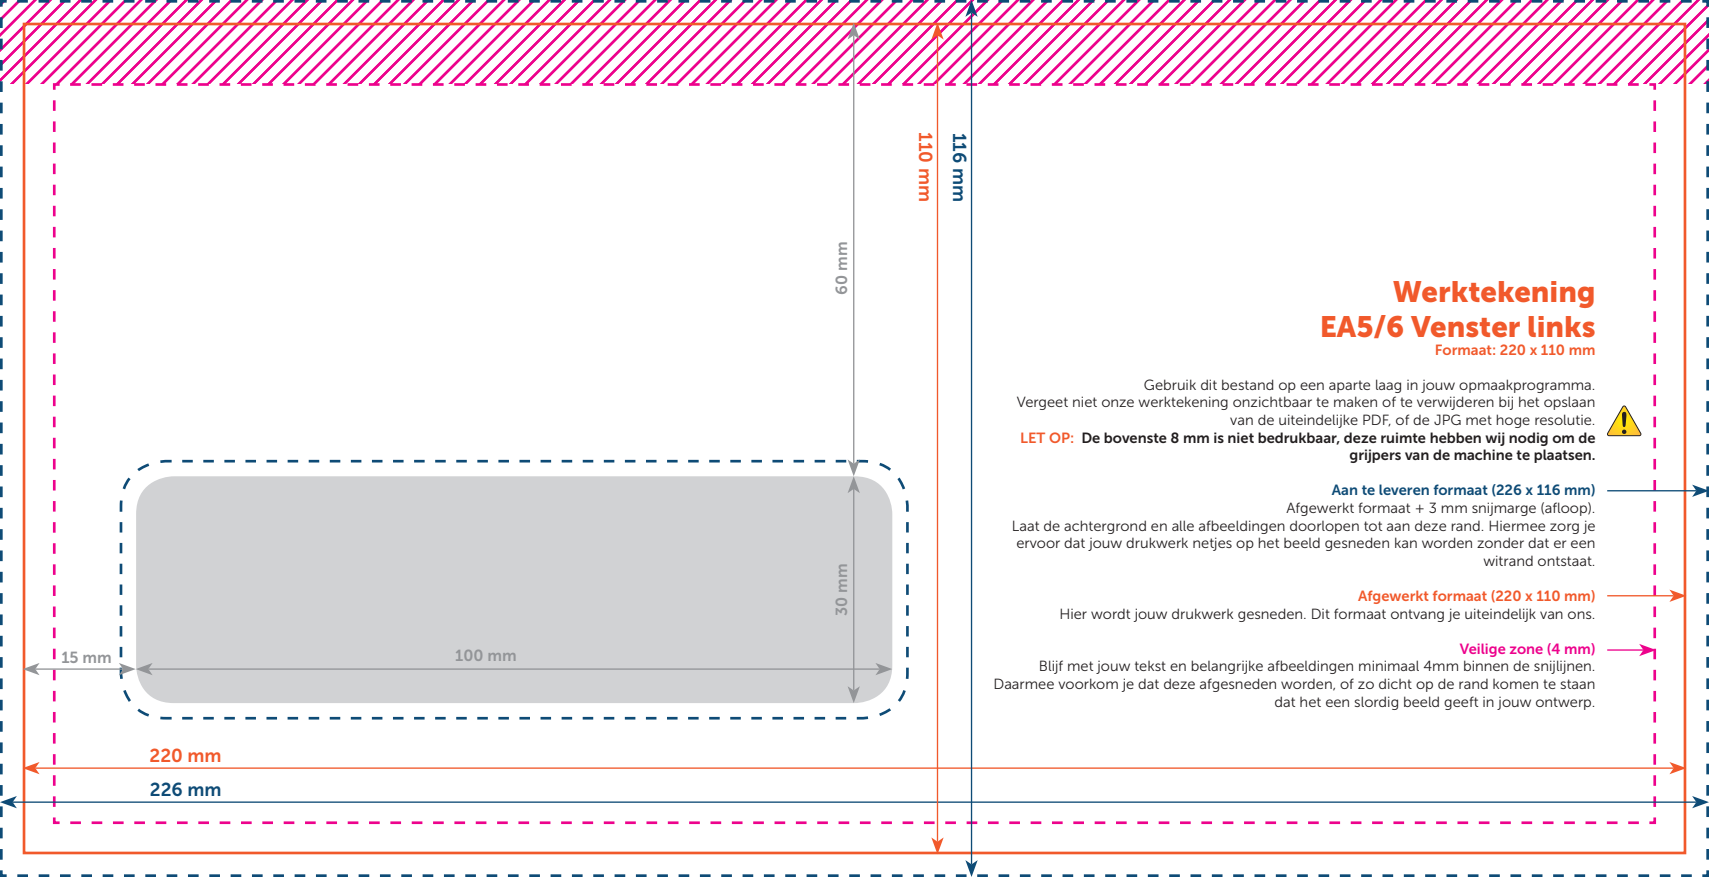 110 mm
116 mm
60 mm
Werktekening
EA5/6 Venster links
Formaat: 220 x 110 mm
Gebruik dit bestand op een aparte laag in jouw opmaakprogramma.
Vergeet niet onze werktekening onzichtbaar te maken of te verwijderen bij het opslaan
van de uiteindelijke PDF, of de JPG met hoge resolutie.
LET OP: De bovenste 8 mm is niet bedrukbaar, deze ruimte hebben wij nodig om de
grijpers van de machine te plaatsen.
Aan te leveren formaat (226 x 116 mm)
Afgewerkt formaat + 3 mm snijmarge (afloop).
Laat de achtergrond en alle afbeeldingen doorlopen tot aan deze rand. Hiermee zorg je
ervoor dat jouw drukwerk netjes op het beeld gesneden kan worden zonder dat er een
witrand ontstaat.
Afgewerkt formaat (220 x 110 mm)
Hier wordt jouw drukwerk gesneden. Dit formaat ontvang je uiteindelijk van ons.
Veilige zone (4 mm)
Blijf met jouw tekst en belangrijke afbeeldingen minimaal 4mm binnen de snijlijnen.
Daarmee voorkom je dat deze afgesneden worden, of zo dicht op de rand komen te staan
dat het een slordig beeld geeft in jouw ontwerp.
30 mm
15 mm
100 mm
220 mm
226 mm